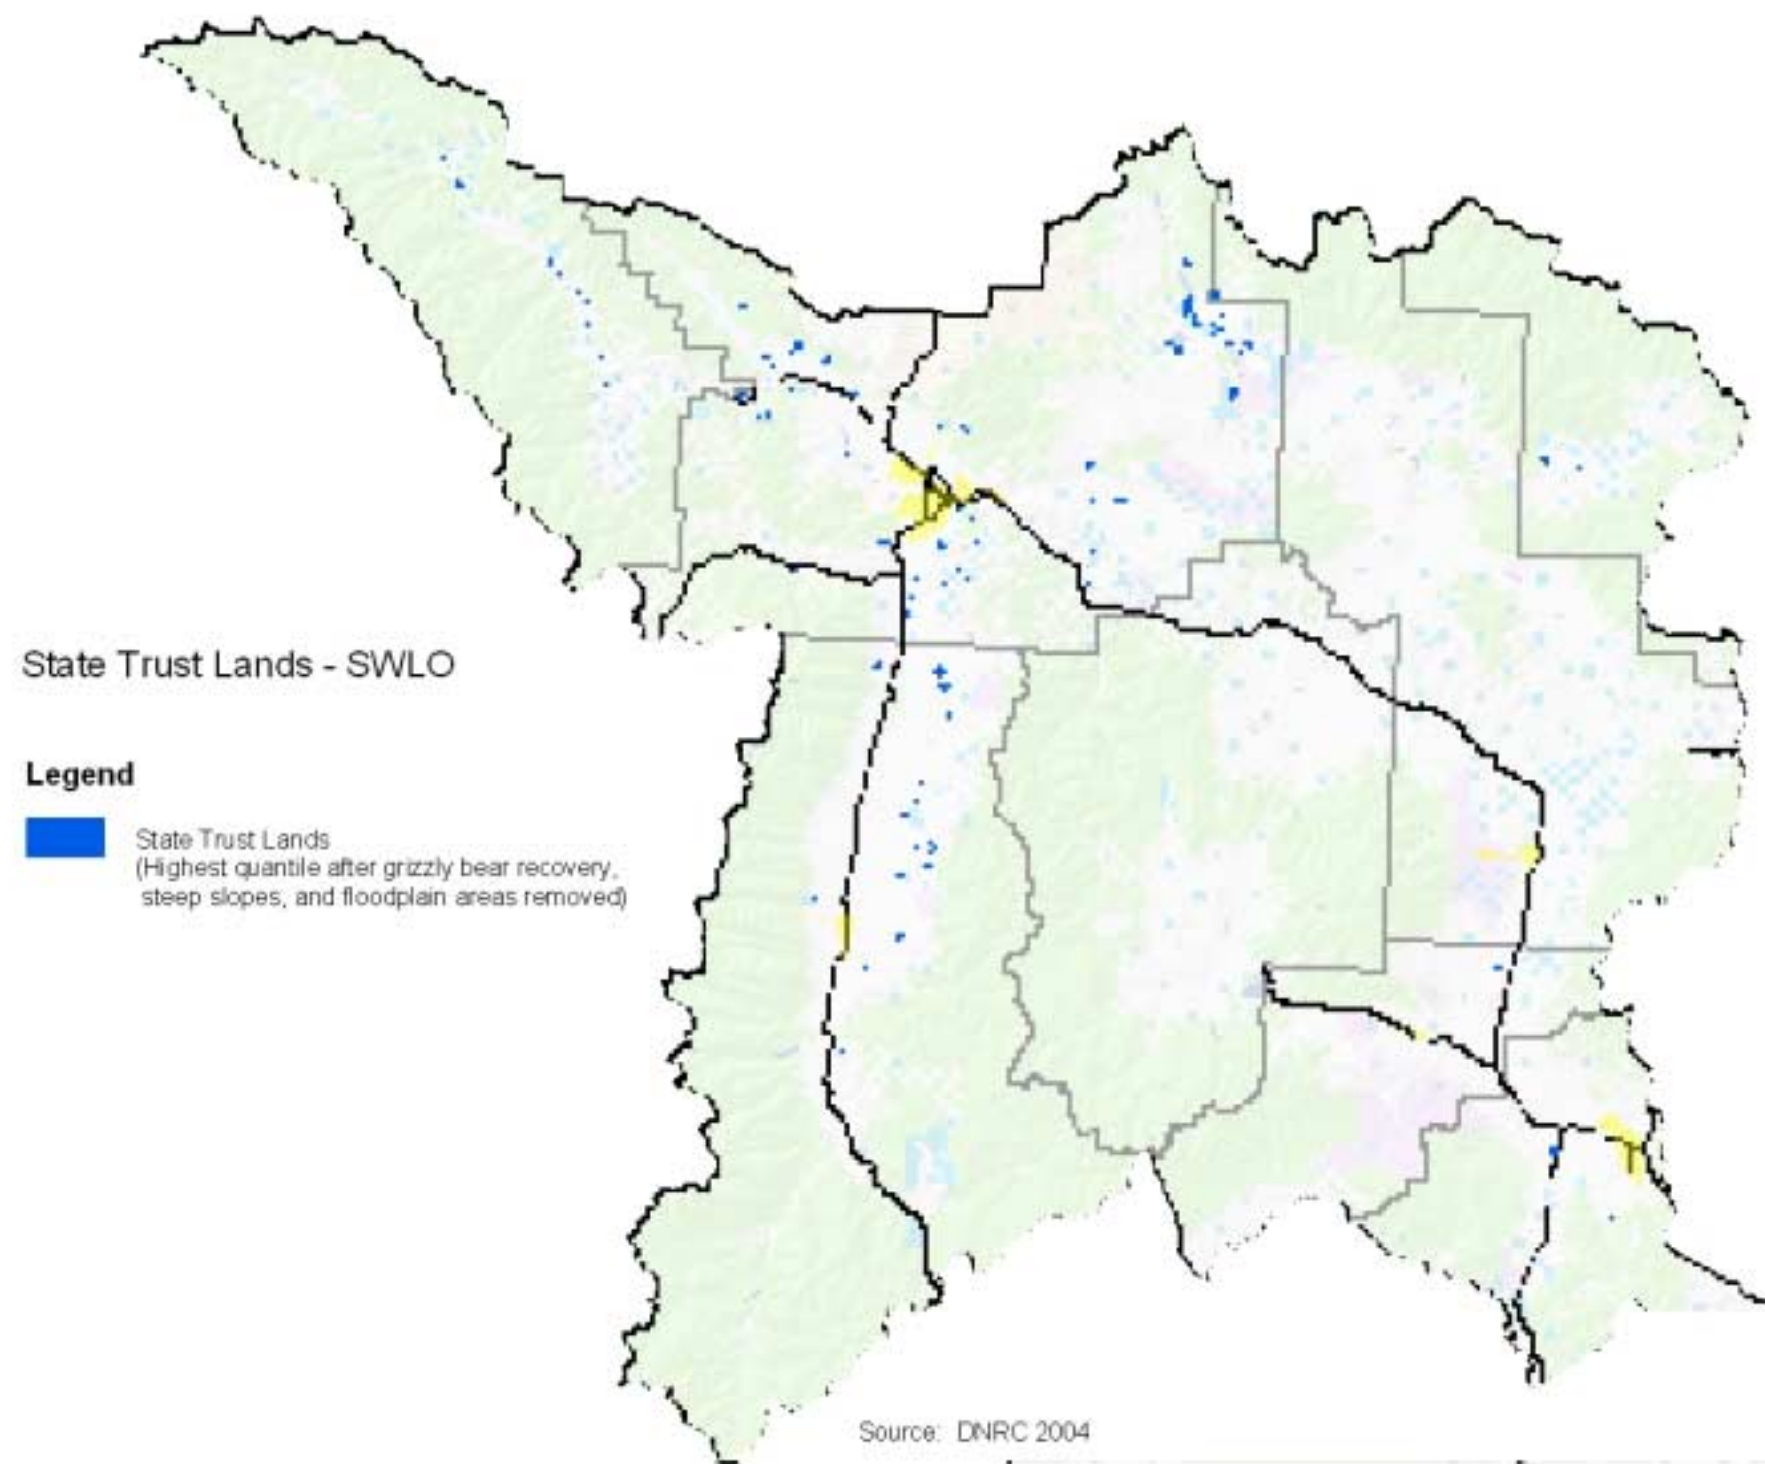 State Trust Lands - SWLO
Legend
State Trust Lands
(Highest quantile after grizzly bear recovery,
steep slopes, and floodplain areas removed)
Source: DNRC 2004